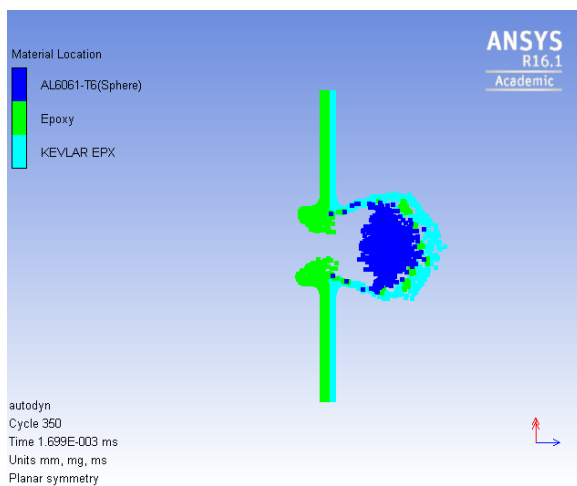 ANSYS
R16.1
Academic
Material Location
AL6061-T6(Sphere)
Epoxy
KEVLAR EPX
autodyn
Cycle 350
Time 1.699E-003 ms
Units mm, mg, ms
Planar symmetry